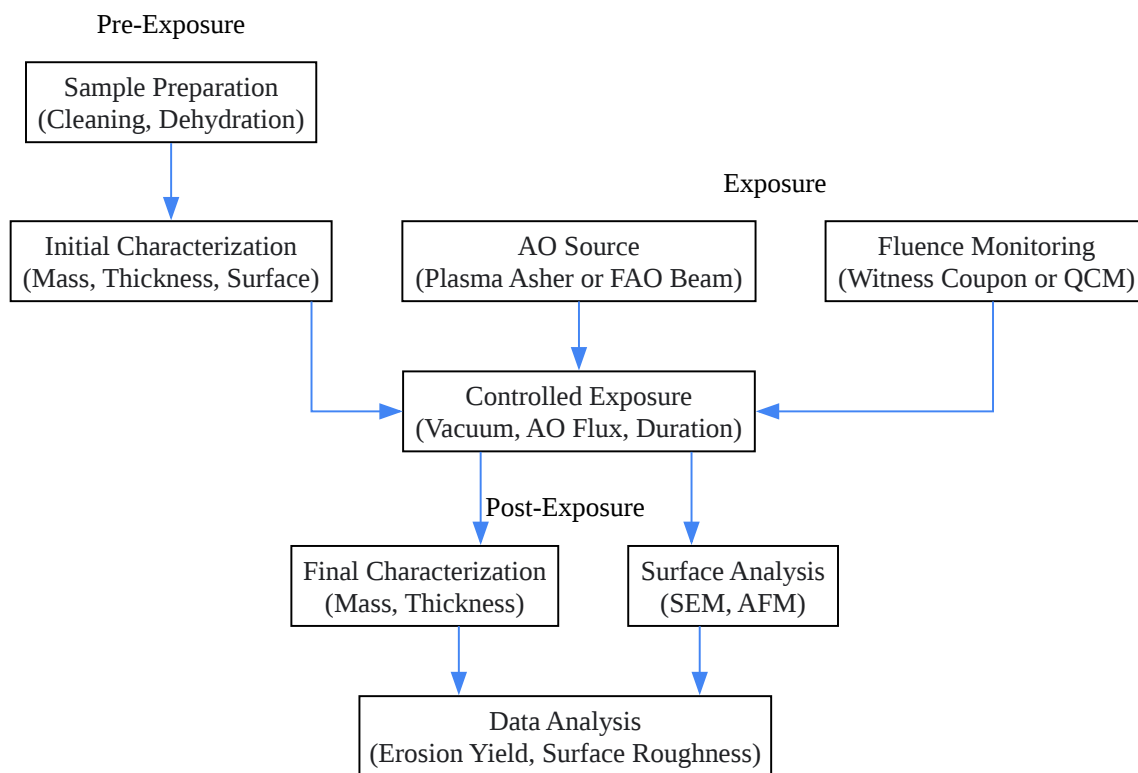 Pre-Exposure
Sample Preparation
(Cleaning, Dehydration)
Exposure
Initial Characterization
(Mass, Thickness, Surface)
AO Source
(Plasma Asher or FAO Beam)
Fluence Monitoring
(Witness Coupon or QCM)
Controlled Exposure
(Vacuum, AO Flux, Duration)
Post-Exposure
Final Characterization
(Mass, Thickness)
Surface Analysis
(SEM, AFM)
Data Analysis
(Erosion Yield, Surface Roughness)